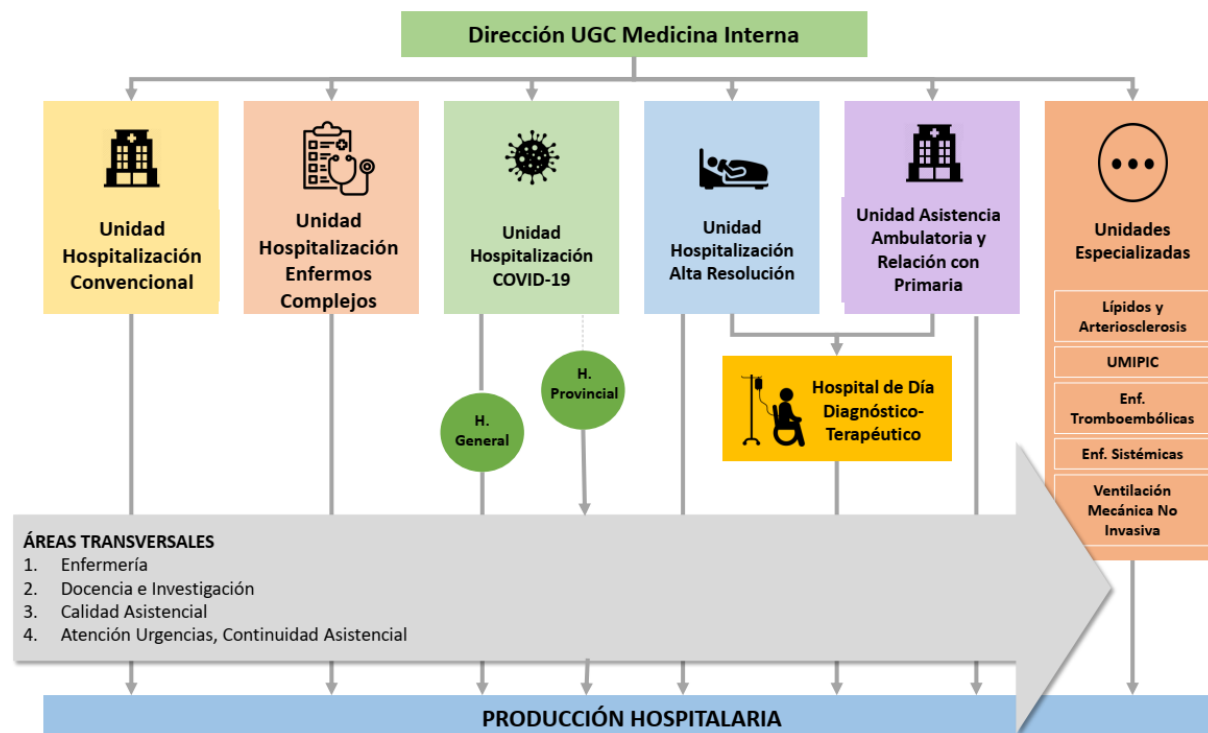 Dirección UGC Medicina Interna
Unidad
Hospitalización
Convencional
Unidad
Hospitalización
Enfermos
Complejos
Unidad
Hospitalización
COVID-19
Unidad
Hospitalización
Alta Resolución
Unidad Asistencia
Ambulatoria y
Relación con
Primaria
Unidades
Especializadas
Lípidos y
Arteriosclerosis
UMIPIC
Enf.
Tromboembólicas
Enf. Sistémicas
Ventilación
Mecánica No
Invasiva
H.
General
H.
Provincial
Hospital de Día
Diagnóstico-
Terapéutico
ÁREAS TRANSVERSALES
1. Enfermería
2. Docencia e Investigación
3. Calidad Asistencial
4. Atención Urgencias, Continuidad Asistencial
PRODUCCIÓN HOSPITALARIA